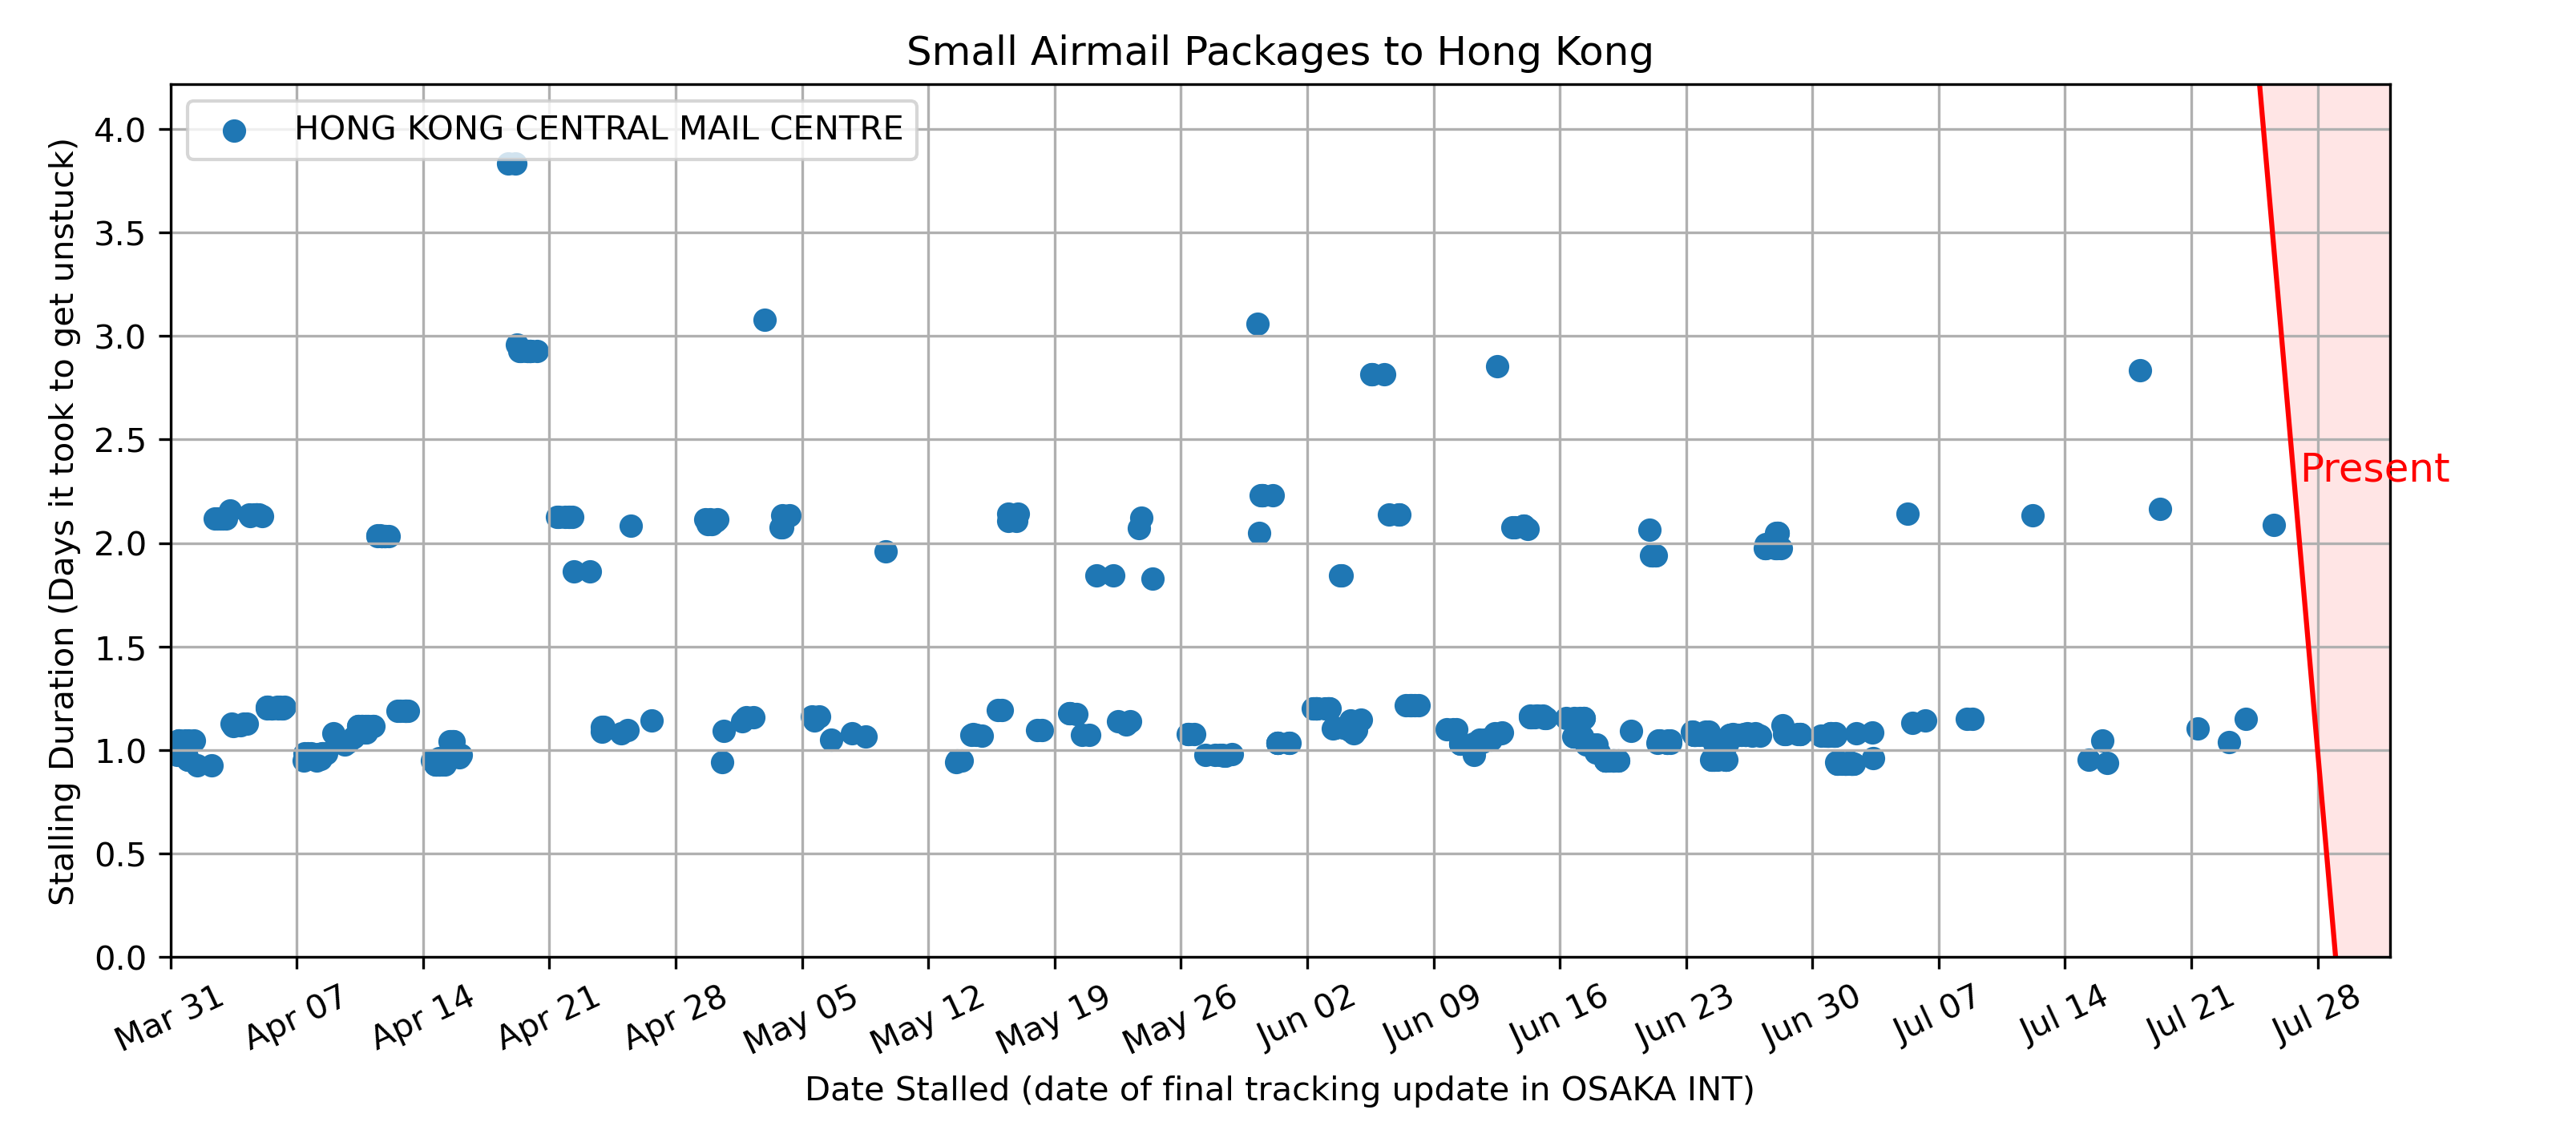 Small Airmail Packages to Hong Kong
HONG KONG CENTRAL MAIL CENTRE
Stalling Duration (Days it took to get unstuck)
4.0
3.5
3.0
2.5
2.0
1.5
1.0
0.5
0.0
Present
Mar 31
Apr 07
Apr 14
Apr 21
Apr 28
May 05
May 12
May 19
May 26
Jun 02
Jun 09
Jun 16
Jun 23
Jun 30
Jul 07
Jul 14
Jul 21
Jul 28
Date Stalled (date of final tracking update in OSAKA INT)